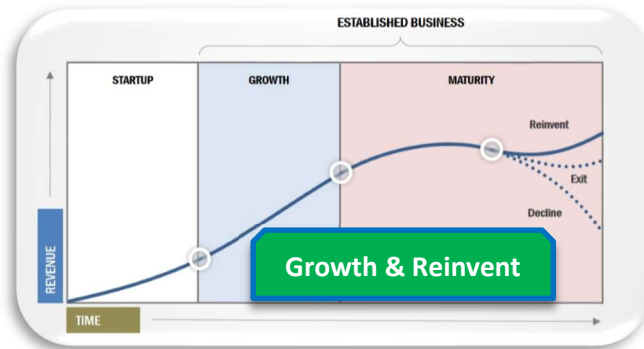 ESTABLISHED BUSINESS
STARTUP
GROWTH
MATURITY
Reinvent
Exit
Decline
Growth & Reinvent
REVENUE
TIME